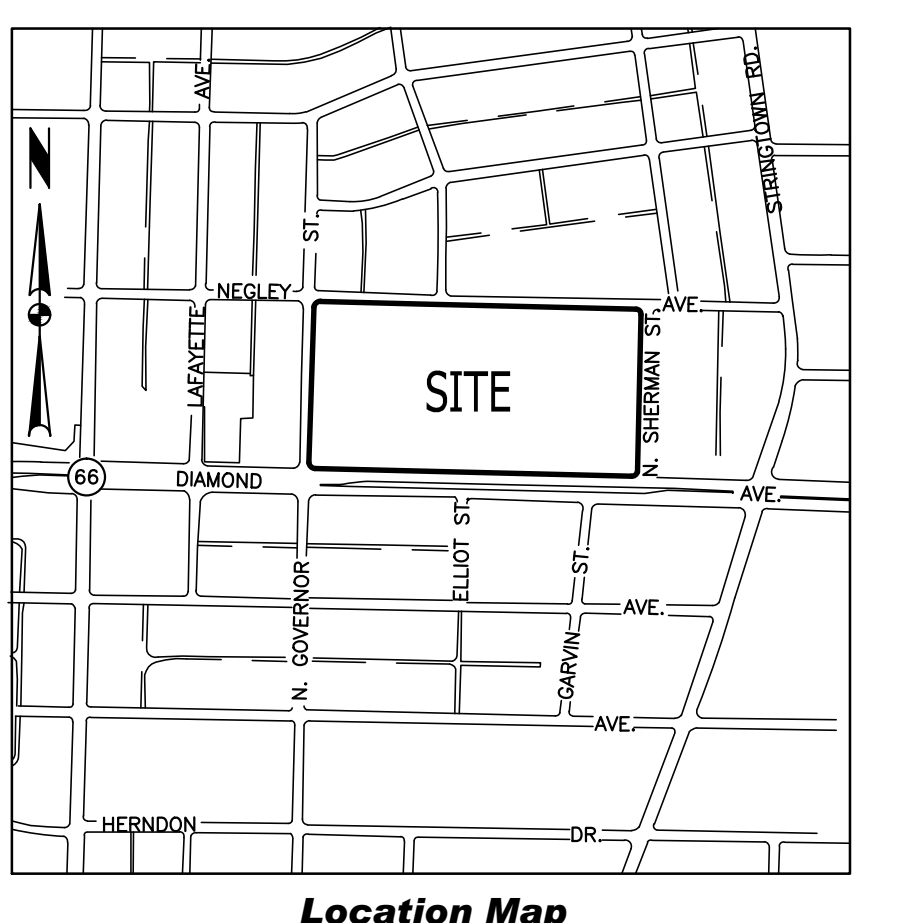 AVE.
STRINGTOWN RD.
N
ST.
NEGLEY
AVE.
LAFAYETTE
SITE
N. SHERMAN ST.
66
DIAMOND
AVE.
ELLIOT ST.
GARVIN ST.
N. GOVERNOR
AVE.
AVE.
HERNDON
DR.
Location Map